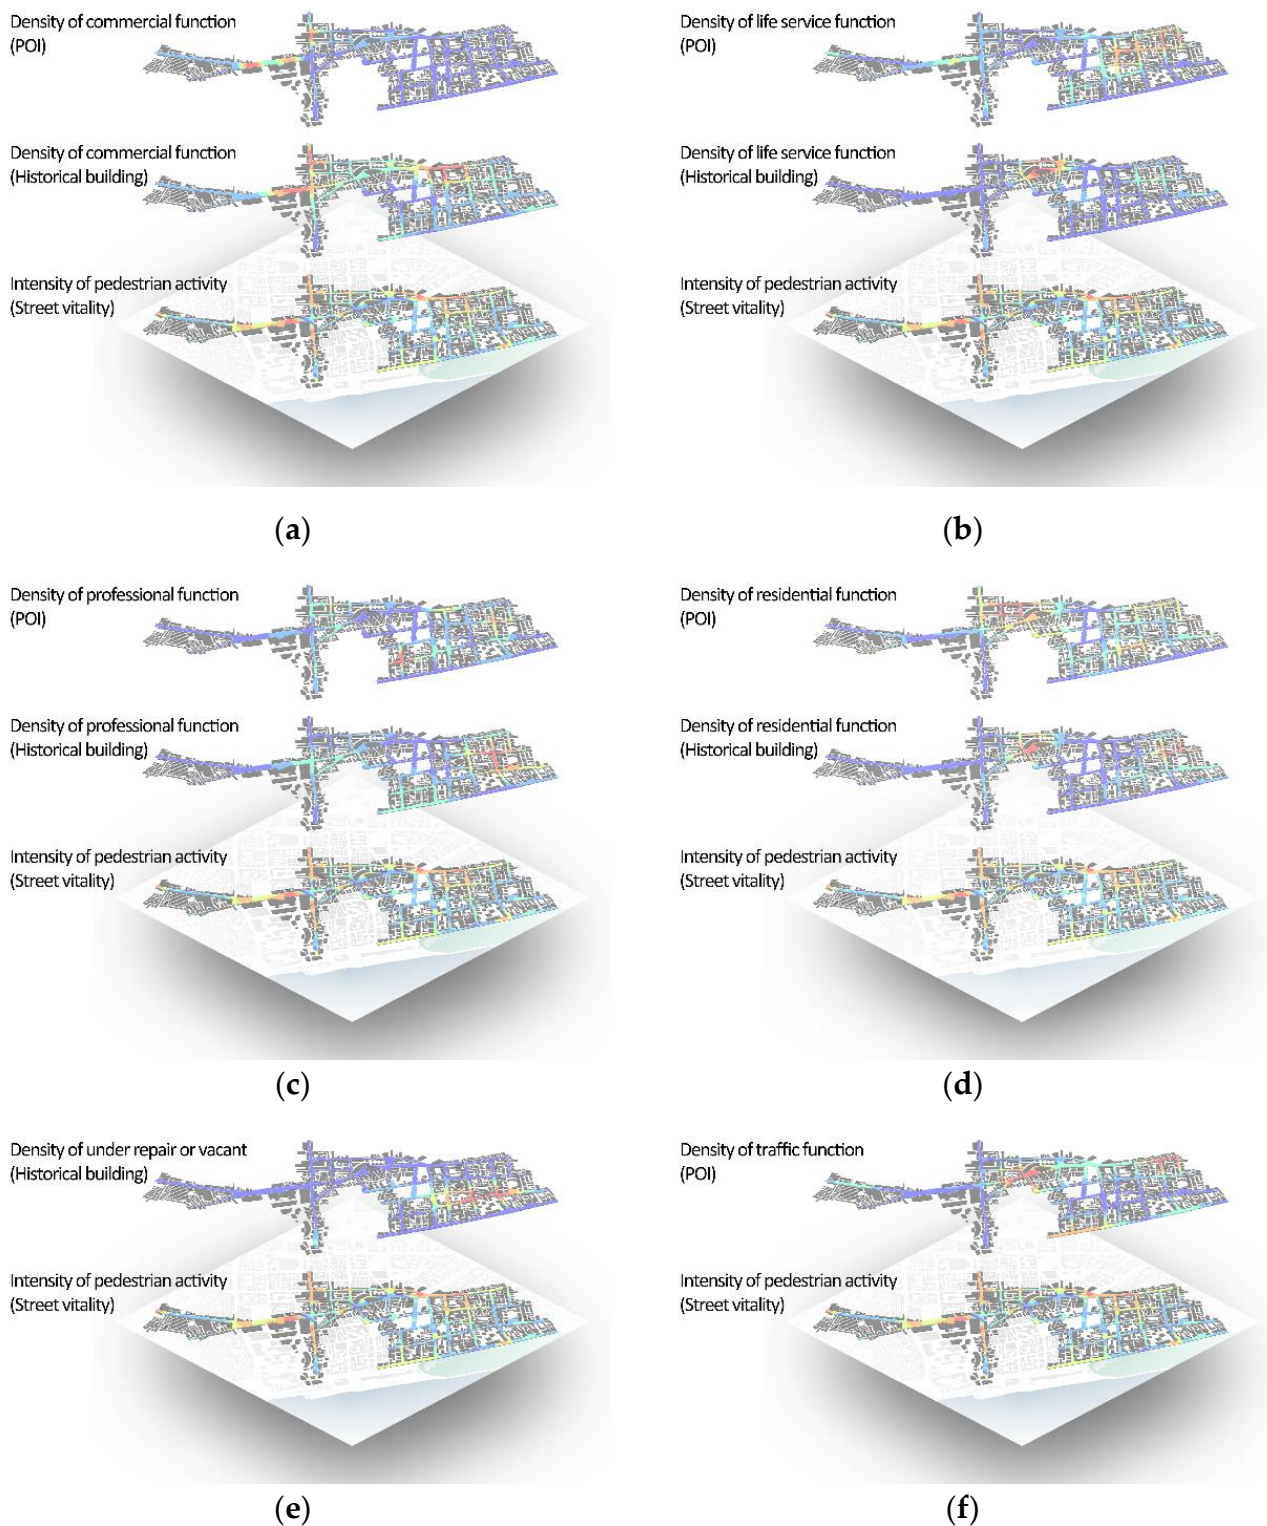 Density of commercial function
(POI)
Density of commercial function
(Historical building)
Intensity of pedestrian activity
(Street vitality)
(a)
Density of life service function
(POI)
Density of life service function
(Historical building)
Intensity of pedestrian activity
(Street vitality)
(b)
Density of professional function
(POI)
Density of professional function
(Historical building)
Intensity of pedestrian activity
(Street vitality)
(c)
Density of residential function
(POI)
Density of residential function
(Historical building)
Intensity of pedestrian activity
(Street vitality)
(d)
Density of under repair or vacant
(Historical building)
Intensity of pedestrian activity
(Street vitality)
(e)
Density of traffic function
(POI)
Intensity of pedestrian activity
(Street vitality)
(f)